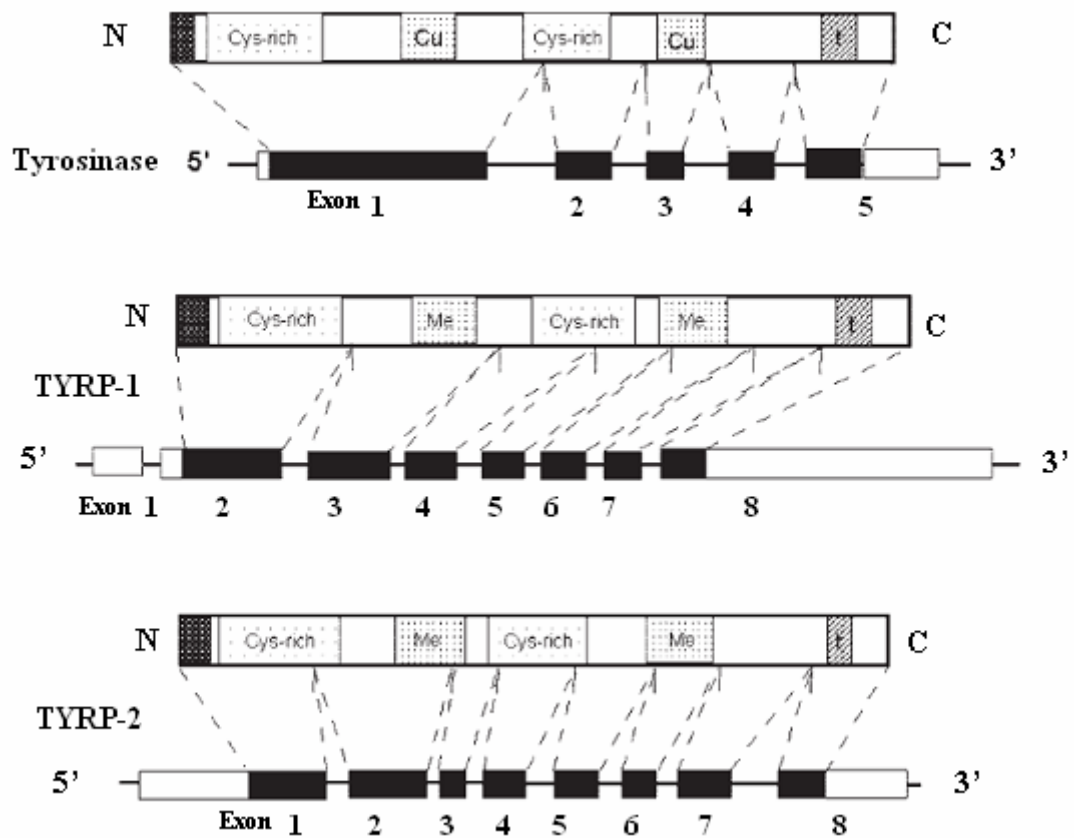 N Cys-rich Cu Cys-rich Cu t C
Tyrosinase 5' 3’
Exon 1 2 3 4 5
N Cys-rich Me Cys-rich Me t C
TYRP-1
5' 3’
Exon 1 2 3 4 5 6 7 8
N Cys-rich Me Cys-rich Me t C
TYRP-2
5' 3’
Exon 1 2 3 4 5 6 7 8